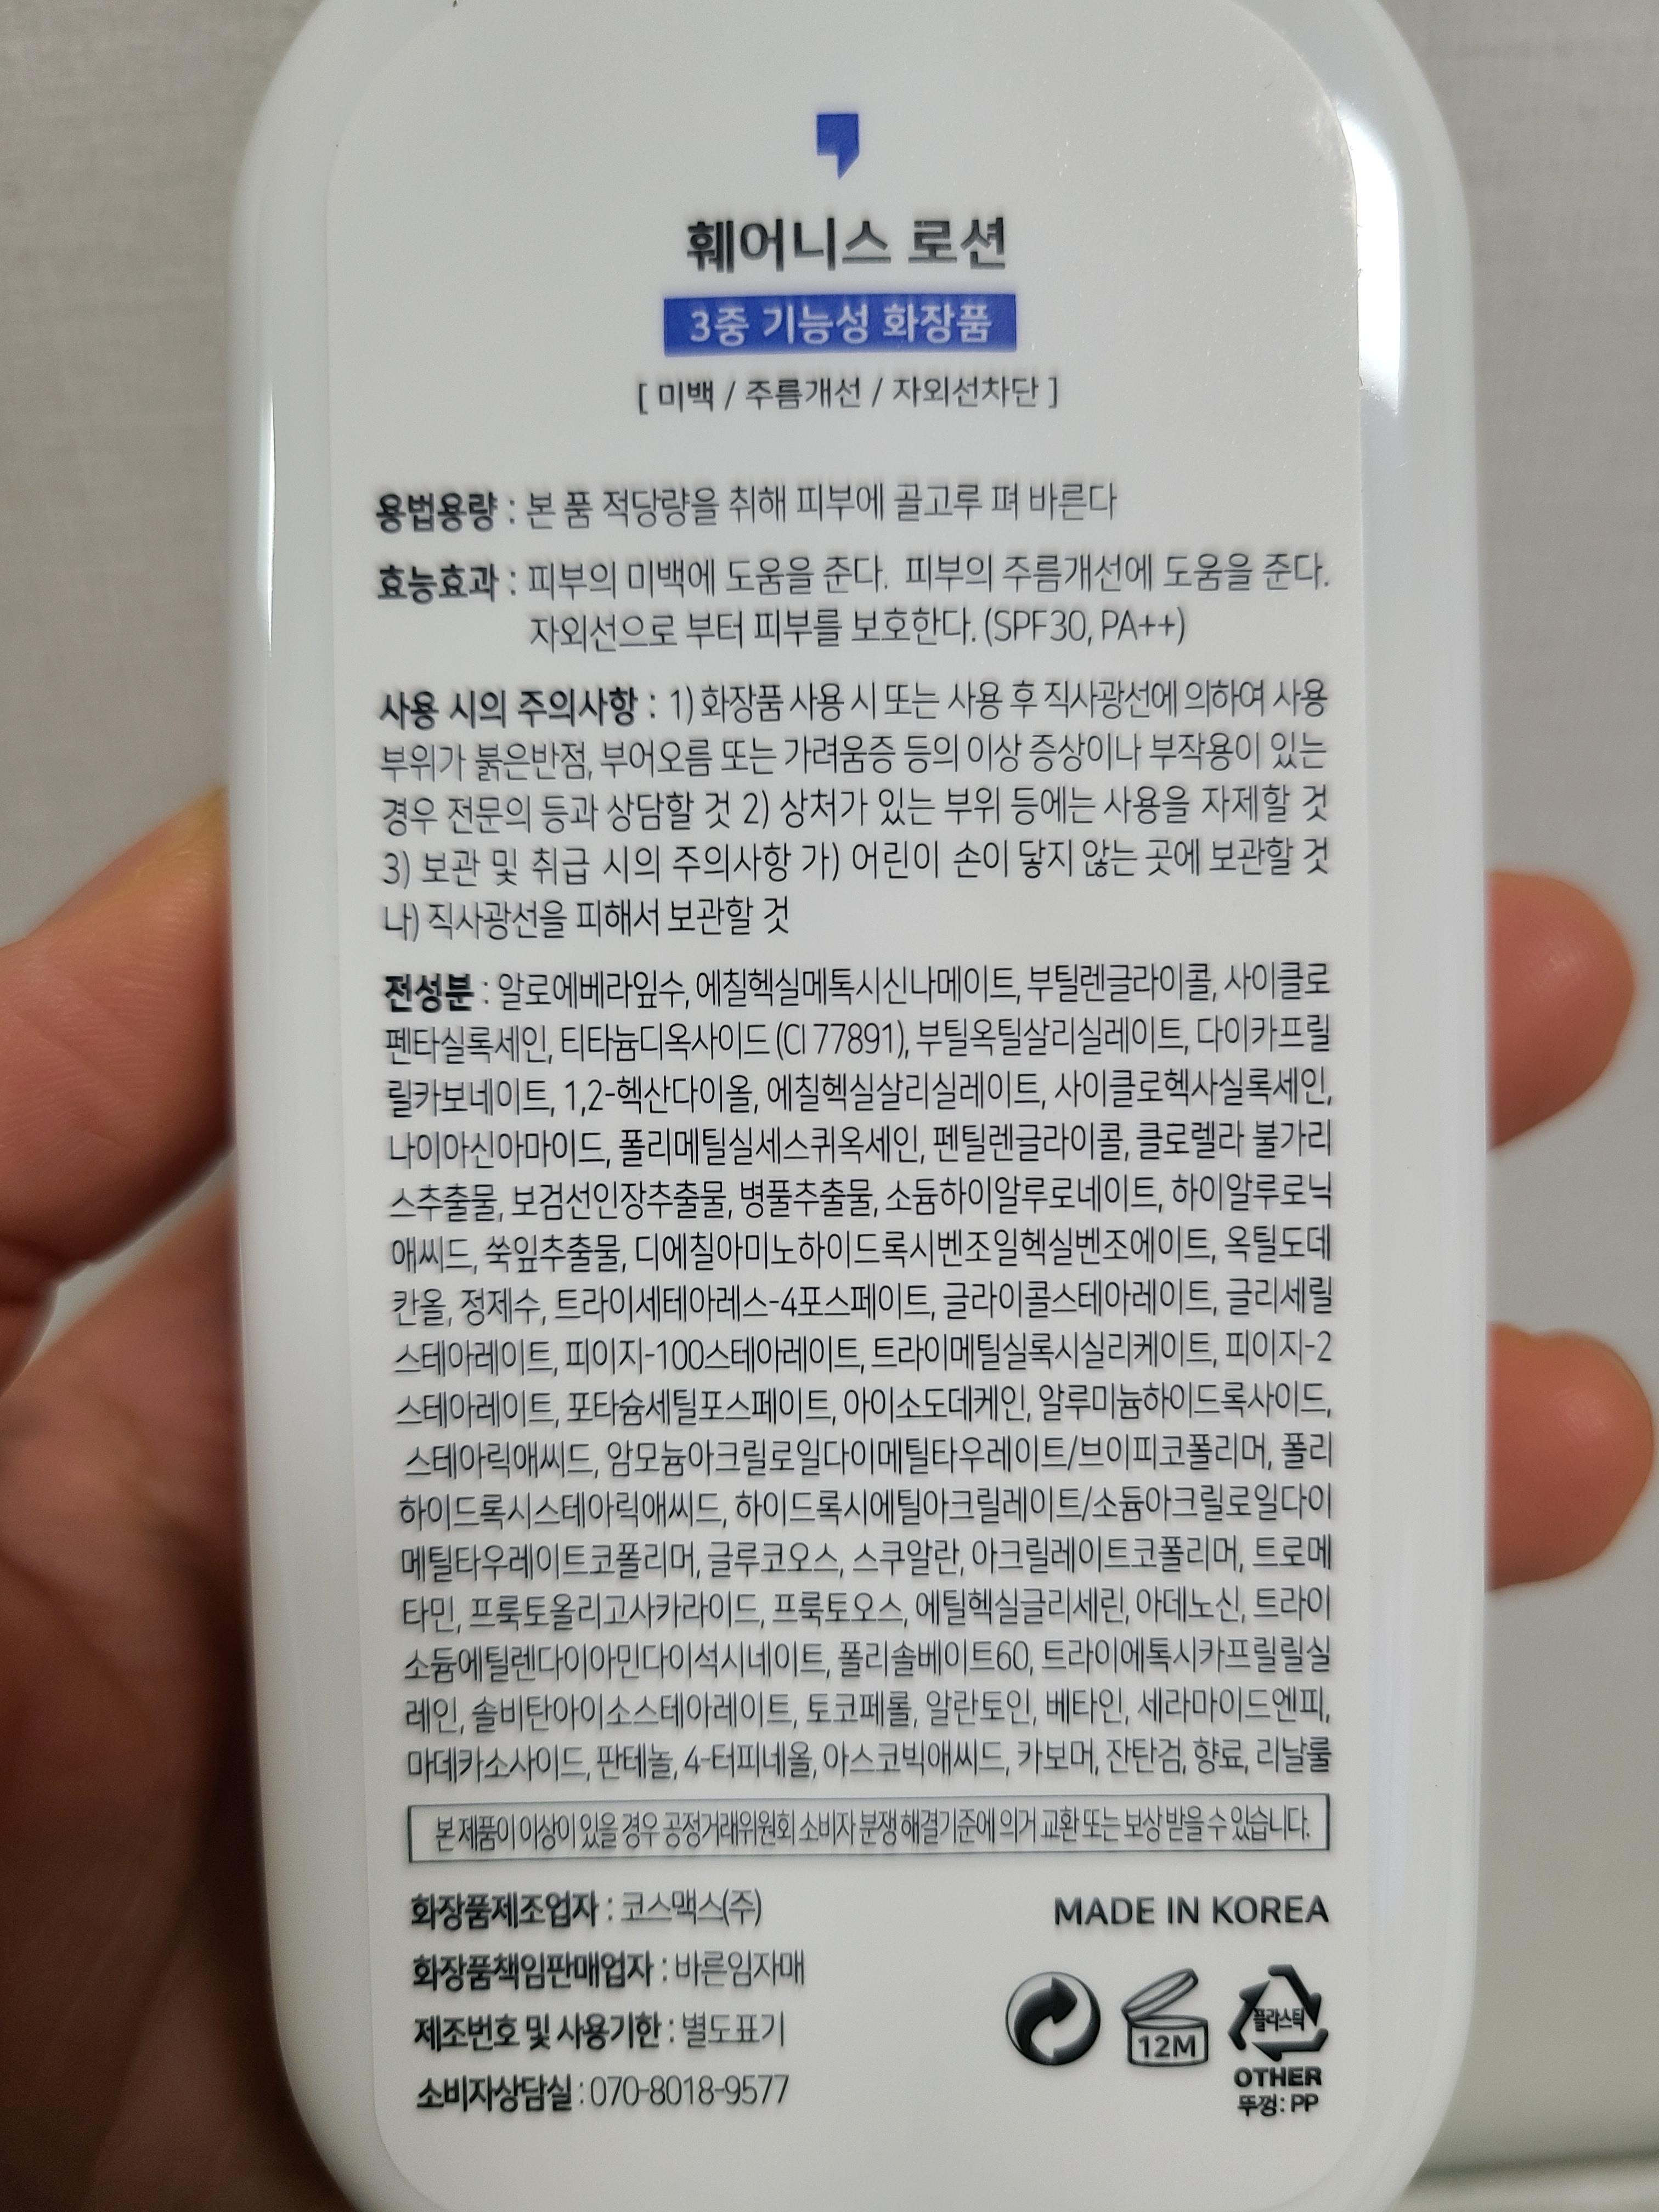 훼어니스 로션
3중 기능성 화장품
[ 미백 / 주름개선 / 자외선차단 ]
용법용량 : 본 품 적당량을 취해 피부에 골고루 펴 바른다
효능효과 : 피부의 미백에 도움을 준다. 피부의 주름개선에 도움을 준다.
자외선으로 부터 피부를 보호한다. (SPF30, PA++)
사용 시의 주의사항 : 1) 화장품 사용 시 또는 사용 후 직사광선에 의하여 사용
부위가 붉은반점, 부어오름 또는 가려움증 등의 이상 증상이나 부작용이 있는
경우 전문의 등과 상담할 것 2) 상처가 있는 부위 등에는 사용을 자제할 것
3) 보관 및 취급 시의 주의사항 가) 어린이 손이 닿지 않는 곳에 보관할 것
나) 직사광선을 피해서 보관할 것
전성분 : 알로에베라잎수, 에칠헥실메톡시신나메이트, 부틸렌글라이콜, 사이클로
펜타실록세인, 티타늄디옥사이드 (CI 77891), 부틸옥틸살리실레이트, 다이카프릴
릴카보네이트, 1,2-헥산다이올, 에칠헥실살리실레이트, 사이클로헥사실록세인,
나이아신아마이드, 폴리메틸실세스퀴옥세인, 펜틸렌글라이콜, 클로렐라 불가리
스추출물, 보검선인장추출물, 병풀추출물, 소듐하이알루로네이트, 하이알루로닉
애씨드, 쑥잎추출물, 디에칠아미노하이드록시벤조일헥실벤조에이트, 옥틸도데
칸올, 정제수, 트라이세테아레스-4포스페이트, 글라이콜스테아레이트, 글리세릴
스테아레이트, 피이지-100스테아레이트, 트라이메틸실록시실리케이트, 피이지-2
스테아레이트, 포타슘세틸포스페이트, 아이소도데케인, 알루미늄하이드록사이드,
스테아릭애씨드, 암모늄아크릴로일다이메틸타우레이트/브이피코폴리머, 폴리
하이드록시스테아릭애씨드, 하이드록시에틸아크릴레이트/소듐아크릴로일다이
메틸타우레이트코폴리머, 글루코오스, 스쿠알란, 아크릴레이트코폴리머, 트로메
타민, 프룩토올리고사카라이드, 프룩토오스, 에틸헥실글리세린, 아데노신, 트라이
소듐에틸렌다이아민다이석시네이트, 폴리솔베이트60, 트라이에톡시카프릴릴실
레인, 솔비탄아이소스테아레이트, 토코페롤, 알란토인, 베타인, 세라마이드엔피,
마데카소사이드, 판테놀, 4-터피네올, 아스코빅애씨드, 카보머, 잔탄검, 향료, 리날룰
본 제품이 이상이 있을 경우 공정거래위원회 소비자 분쟁 해결기준에 의거 교환 또는 보상 받을 수 있습니다.
화장품제조업자 : 코스맥스(주)
MADE IN KOREA
화장품책임판매업자 : 바른임자매
제조번호 및 사용기한 : 별도표기
소비자상담실 : 070-8018-9577
12M
플라스틱
OTHER
뚜껑: PP